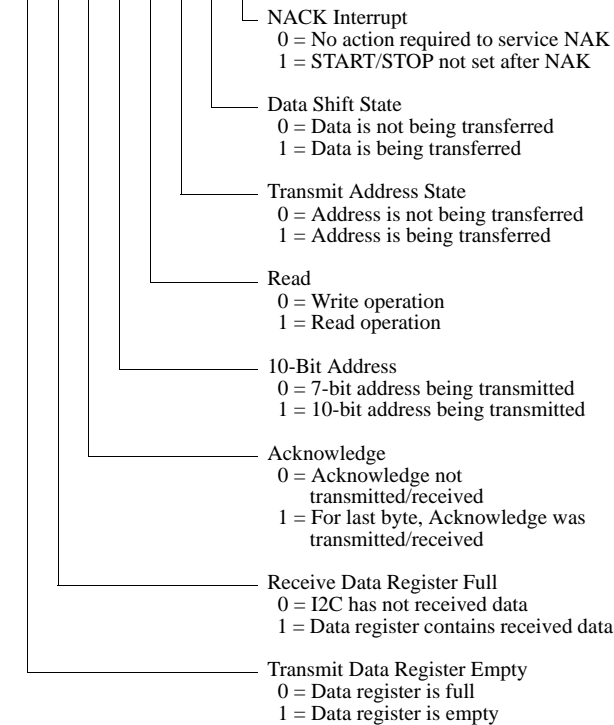 NACK Interrupt
0 = No action required to service NAK
1 = START/STOP not set after NAK
Data Shift State
0 = Data is not being transferred
1 = Data is being transferred
Transmit Address State
0 = Address is not being transferred
1 = Address is being transferred
Read
0 = Write operation
1 = Read operation
10-Bit Address
0 = 7-bit address being transmitted
1 = 10-bit address being transmitted
Acknowledge
0 = Acknowledge not
transmitted/received
1 = For last byte, Acknowledge was
transmitted/received
Receive Data Register Full
0 = I2C has not received data
1 = Data register contains received data
Transmit Data Register Empty
0 = Data register is full
1 = Data register is empty